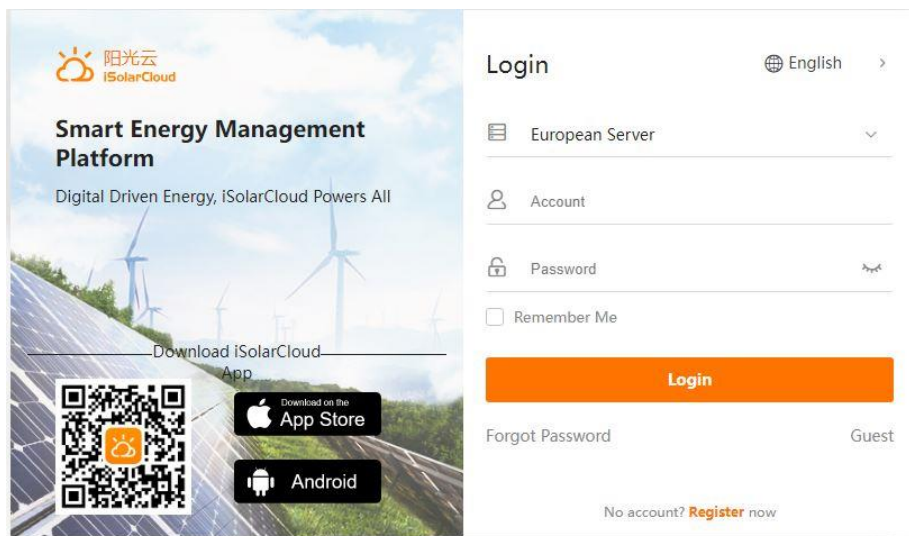 阳光云
iSolarCloud
Smart Energy Management
Platform
Digital Driven Energy, iSolarCloud Powers All
Download iSolarCloud
App
Download on the
App Store
Android
Login
English
European Server
Account
Password
Remember Me
Login
Forgot Password
Guest
No account? Register now